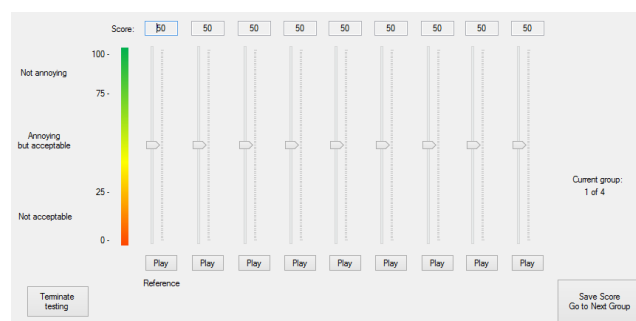 Score: 50 50 50 50 50 50 50 50 50
100 -
Not annoying
75 -
Annoying
but acceptable
Current group:
1 of 4
25 -
Not acceptable
0 -
Play Play Play Play Play Play Play Play Play
Reference
Terminate
testing
Save Score
Go to Next Group